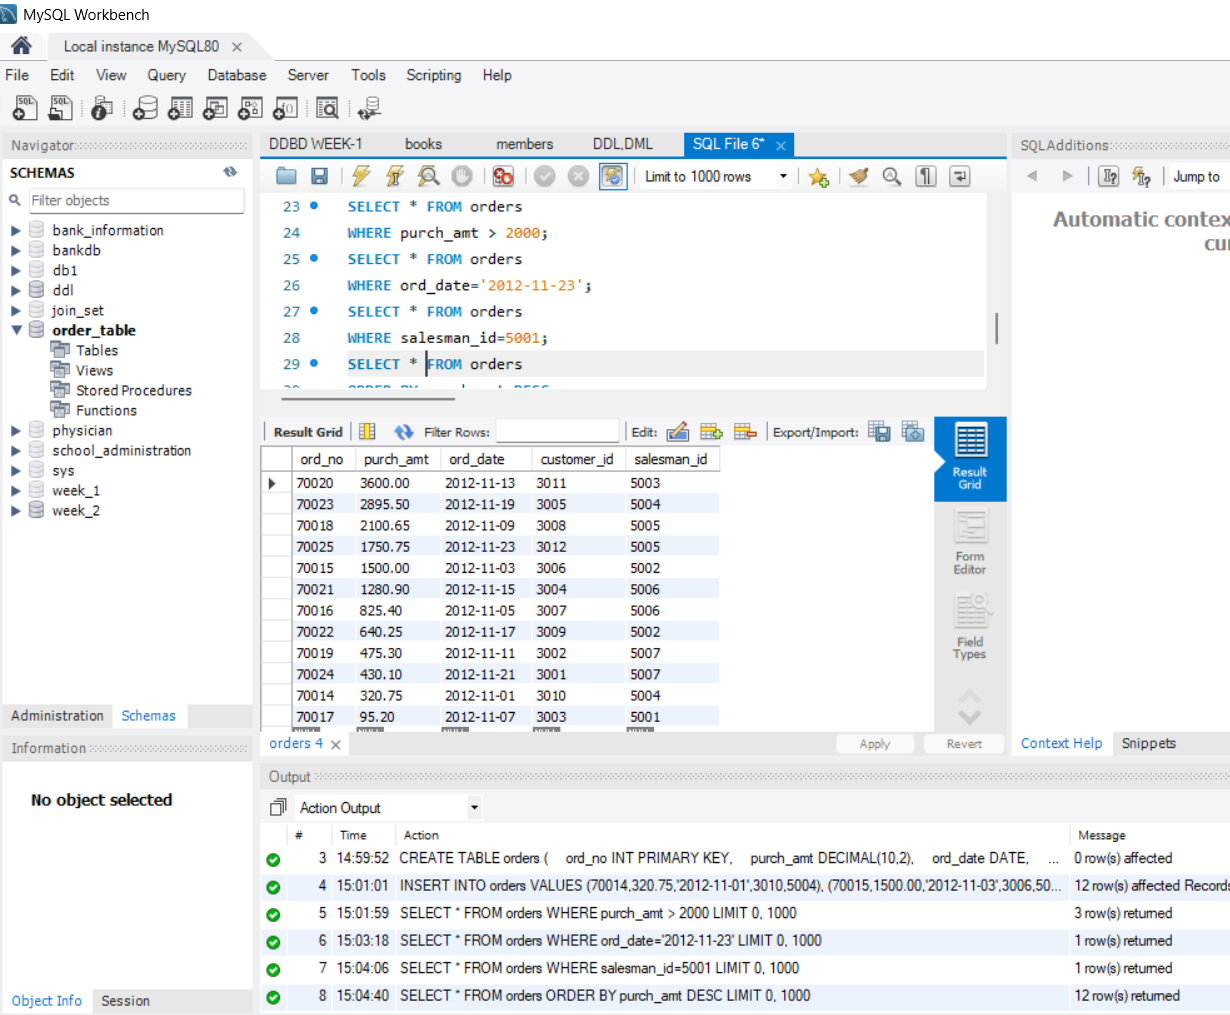 MySQL Workbench
Local instance MySQL80
File Edit View Query Database Server Tools Scripting Help
Navigator
SCHEMAS
Filter objects
bank_information
bankdb
db1
ddl
join_set
order_table
Tables
Views
Stored Procedures
Functions
physician
school_administration
sys
week_1
week_2
Administration Schemas
Information
No object selected
Object Info Session
DDBD WEEK-1 books members DDL,DML SQL File 6*
Limit to 1000 rows
23 SELECT * FROM orders
24 WHERE purch_amt > 2000;
25 SELECT * FROM orders
26 WHERE ord_date='2012-11-23';
27 SELECT * FROM orders
28 WHERE salesman_id=5001;
29 SELECT * FROM orders
Result Grid Filter Rows: Edit: Export/Import:
ord_no purch_amt ord_date customer_id salesman_id
70020 3600.00 2012-11-13 3011 5003
70023 2895.50 2012-11-19 3005 5004
70018 2100.65 2012-11-09 3008 5005
70025 1750.75 2012-11-23 3012 5005
70015 1500.00 2012-11-03 3006 5002
70021 1280.90 2012-11-15 3004 5006
70016 825.40 2012-11-05 3007 5006
70022 640.25 2012-11-17 3009 5002
70019 475.30 2012-11-11 3002 5007
70024 430.10 2012-11-21 3001 5007
70014 320.75 2012-11-01 3010 5004
70017 95.20 2012-11-07 3003 5001
Result
Grid
Form
Editor
Field
Types
orders 4 Apply Revert
SQLAdditions
Jump to
Automatic contex
cu
Context Help Snippets
Output
Action Output
# Time Action Message
3 14:59:52 CREATE TABLE orders ( ord_no INT PRIMARY KEY, purch_amt DECIMAL(10,2), ord_date DATE, ... 0 row(s) affected
4 15:01:01 INSERT INTO orders VALUES (70014,320.75,'2012-11-01',3010,5004), (70015,1500.00,'2012-11-03',3006,50... 12 row(s) affected Records
5 15:01:59 SELECT * FROM orders WHERE purch_amt > 2000 LIMIT 0, 1000 3 row(s) returned
6 15:03:18 SELECT * FROM orders WHERE ord_date='2012-11-23' LIMIT 0, 1000 1 row(s) returned
7 15:04:06 SELECT * FROM orders WHERE salesman_id=5001 LIMIT 0, 1000 1 row(s) returned
8 15:04:40 SELECT * FROM orders ORDER BY purch_amt DESC LIMIT 0, 1000 12 row(s) returned